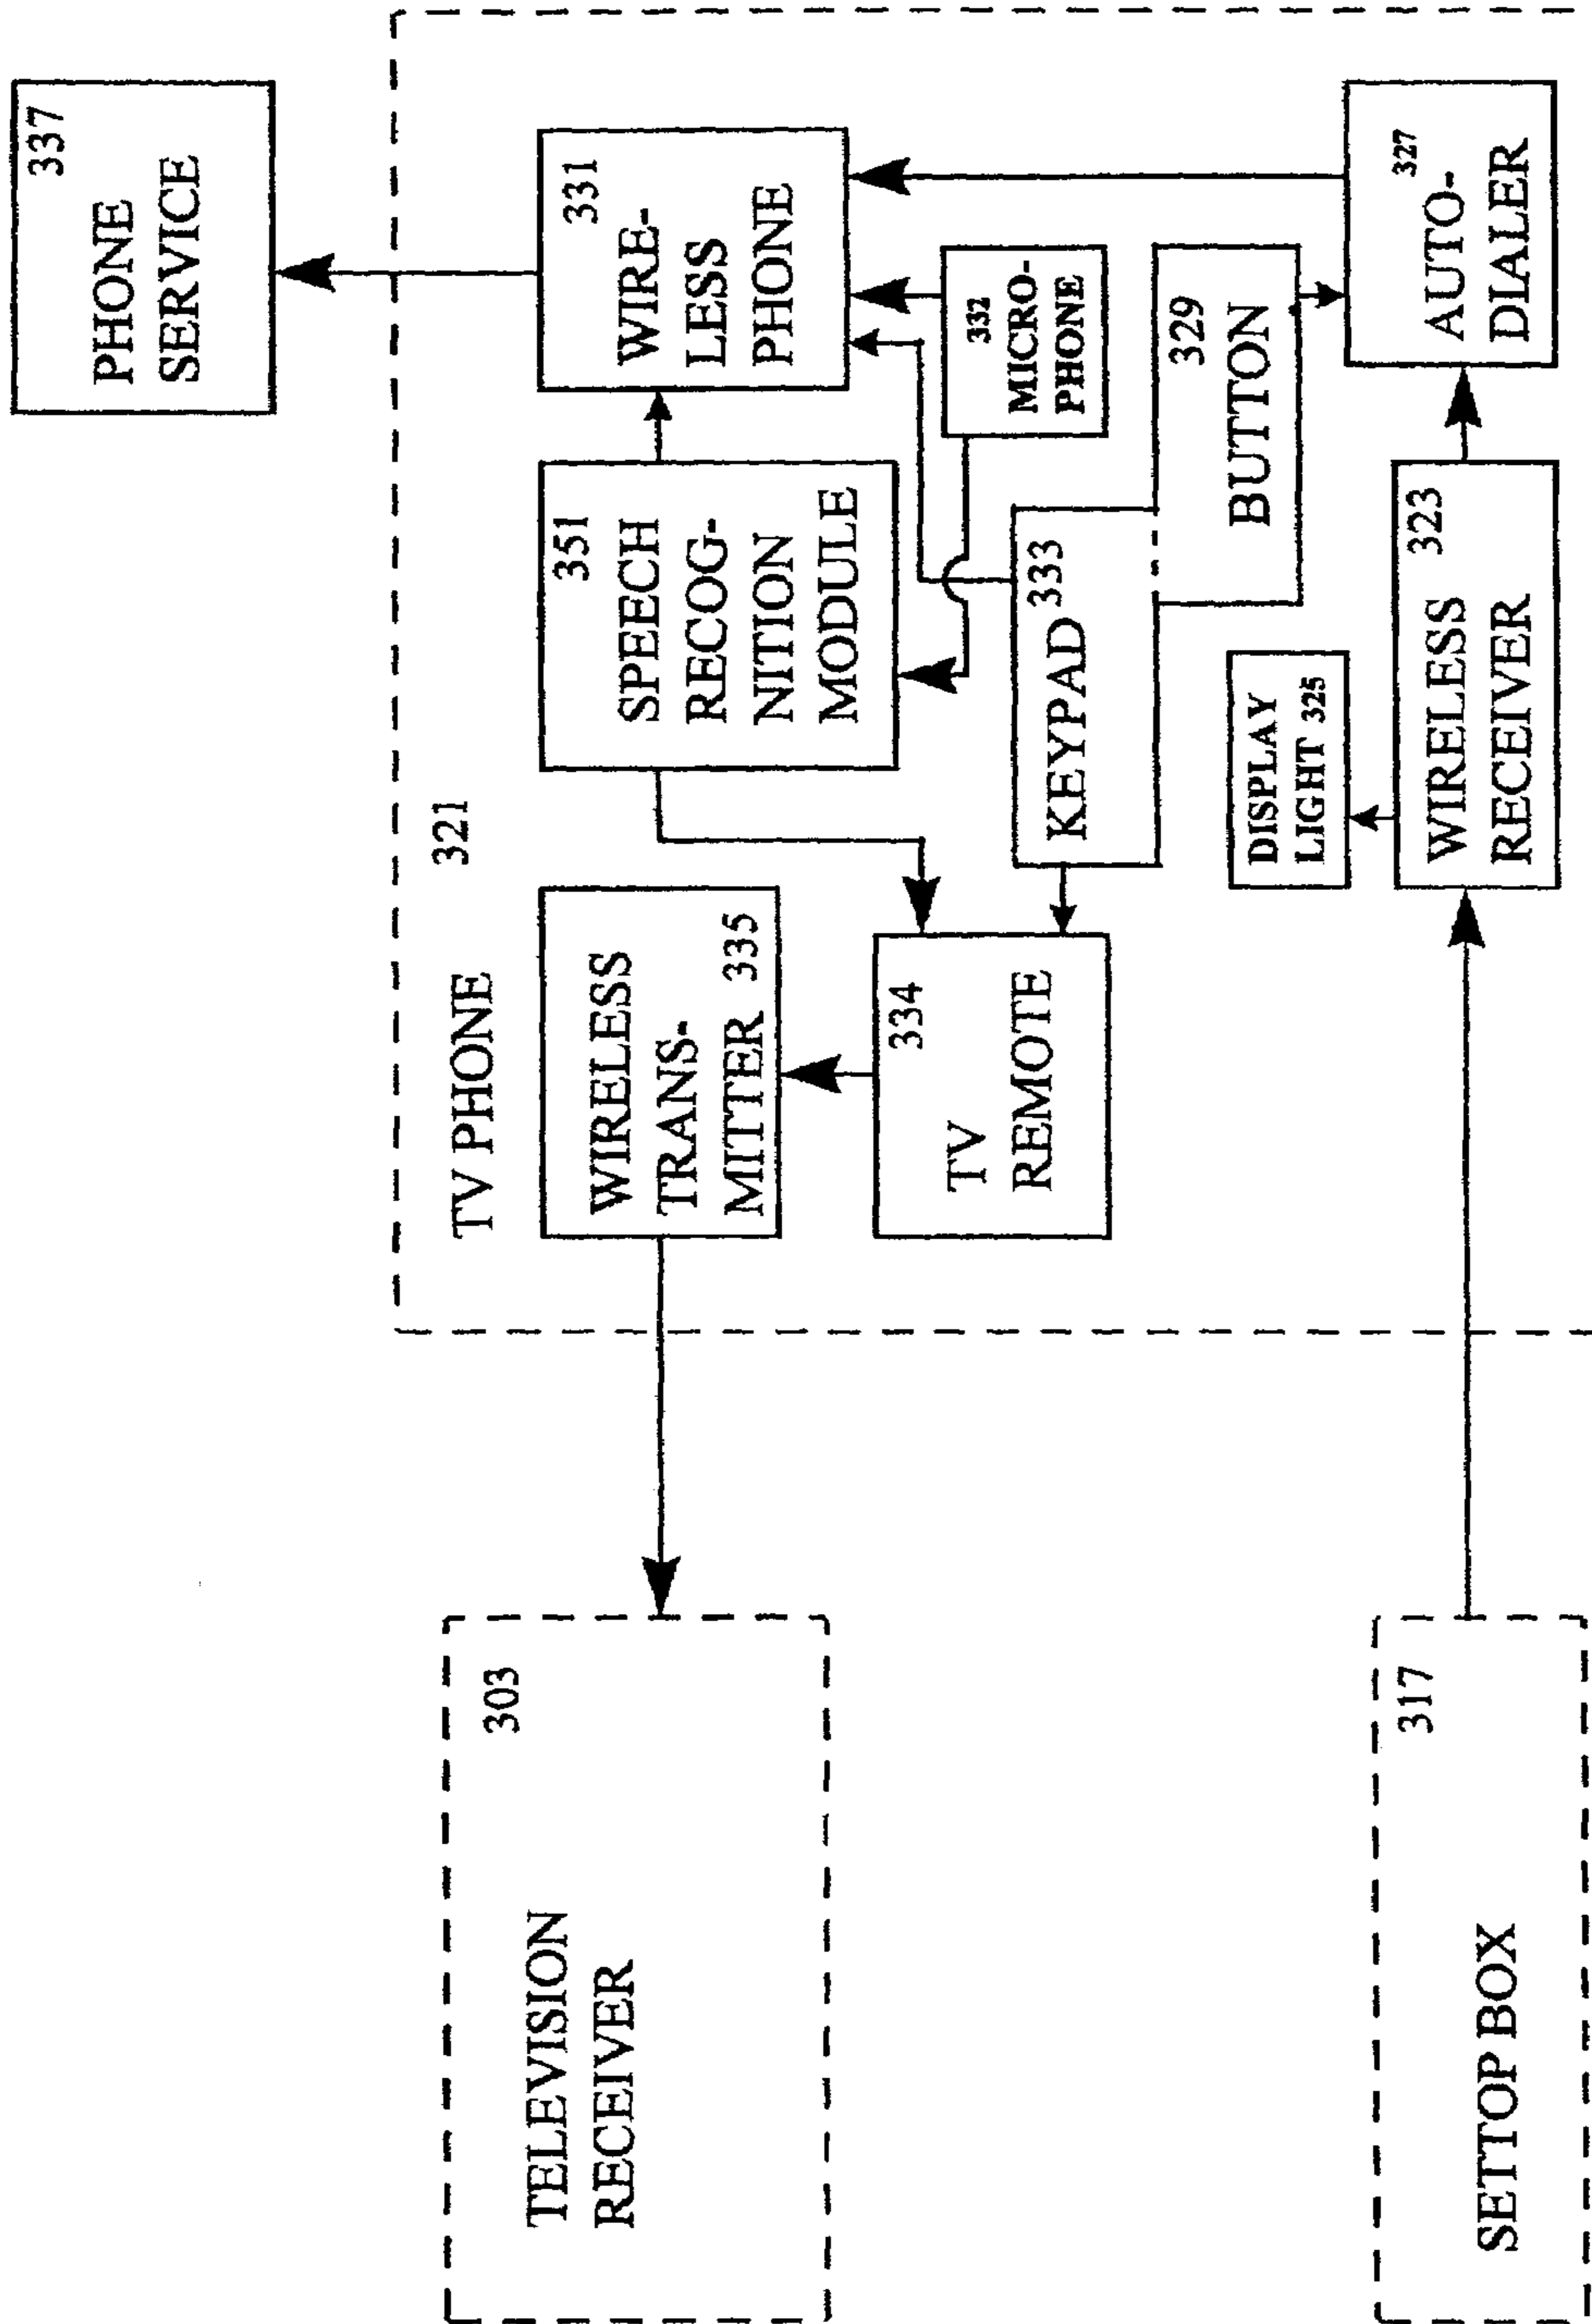 337
PHONE
SERVICE
TV PHONE 321
WIRELESS
TRANS-
MITTER 335
351
SPEECH
RECOG-
NITION
MODULE
331
WIRE-
LESS
PHONE
303
TELEVISION
RECEIVER
334
TV
REMOTE
332
MICRO-
PHONE
KEYPAD 333
329
BUTTON
DISPLAY
LIGHT 325
317
SETTOP BOX
323
WIRELESS
RECEIVER
327
AUTO-
DIALER